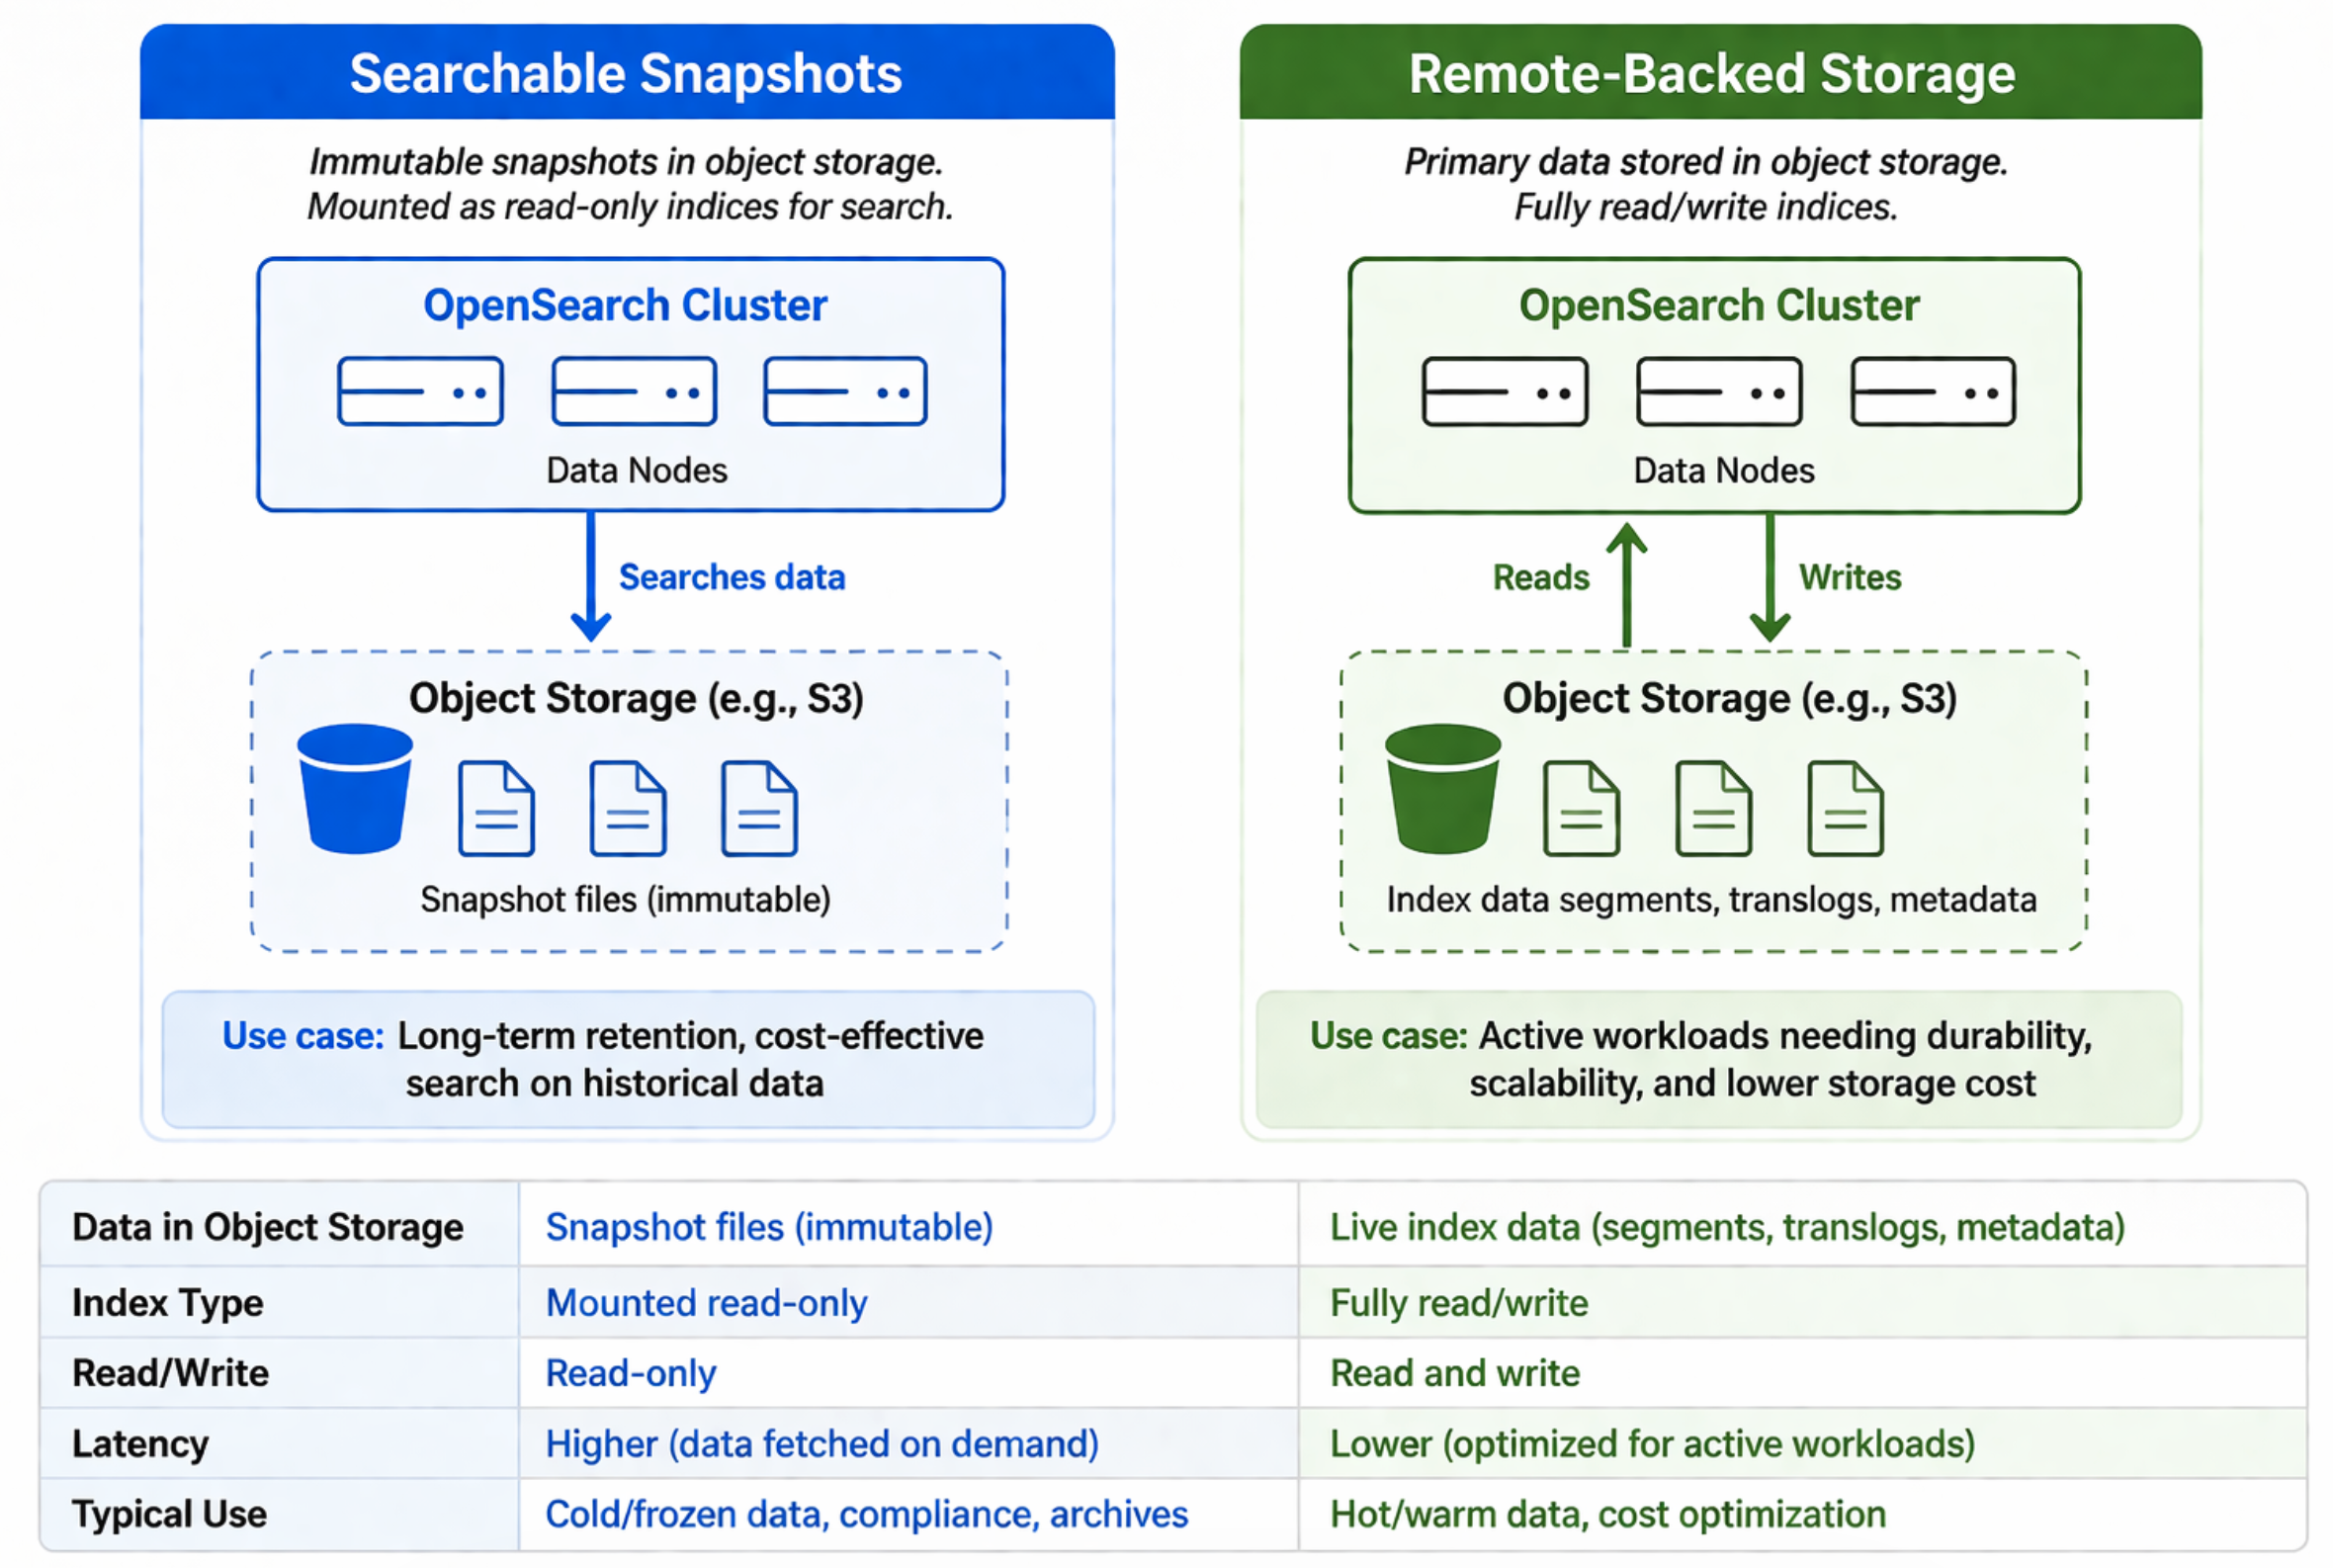 Searchable Snapshots
Immutable snapshots in object storage.
Mounted as read-only indices for search.
OpenSearch Cluster
Data Nodes
Searches data
Object Storage (e.g., S3)
Snapshot files (immutable)
Use case: Long-term retention, cost-effective
search on historical data
Remote-Backed Storage
Primary data stored in object storage.
Fully read/write indices.
OpenSearch Cluster
Data Nodes
Reads
Writes
Object Storage (e.g., S3)
Index data segments, translogs, metadata
Use case: Active workloads needing durability,
scalability, and lower storage cost
Data in Object Storage Snapshot files (immutable) Live index data (segments, translogs, metadata)
Index Type Mounted read-only Fully read/write
Read/Write Read-only Read and write
Latency Higher (data fetched on demand) Lower (optimized for active workloads)
Typical Use Cold/frozen data, compliance, archives Hot/warm data, cost optimization